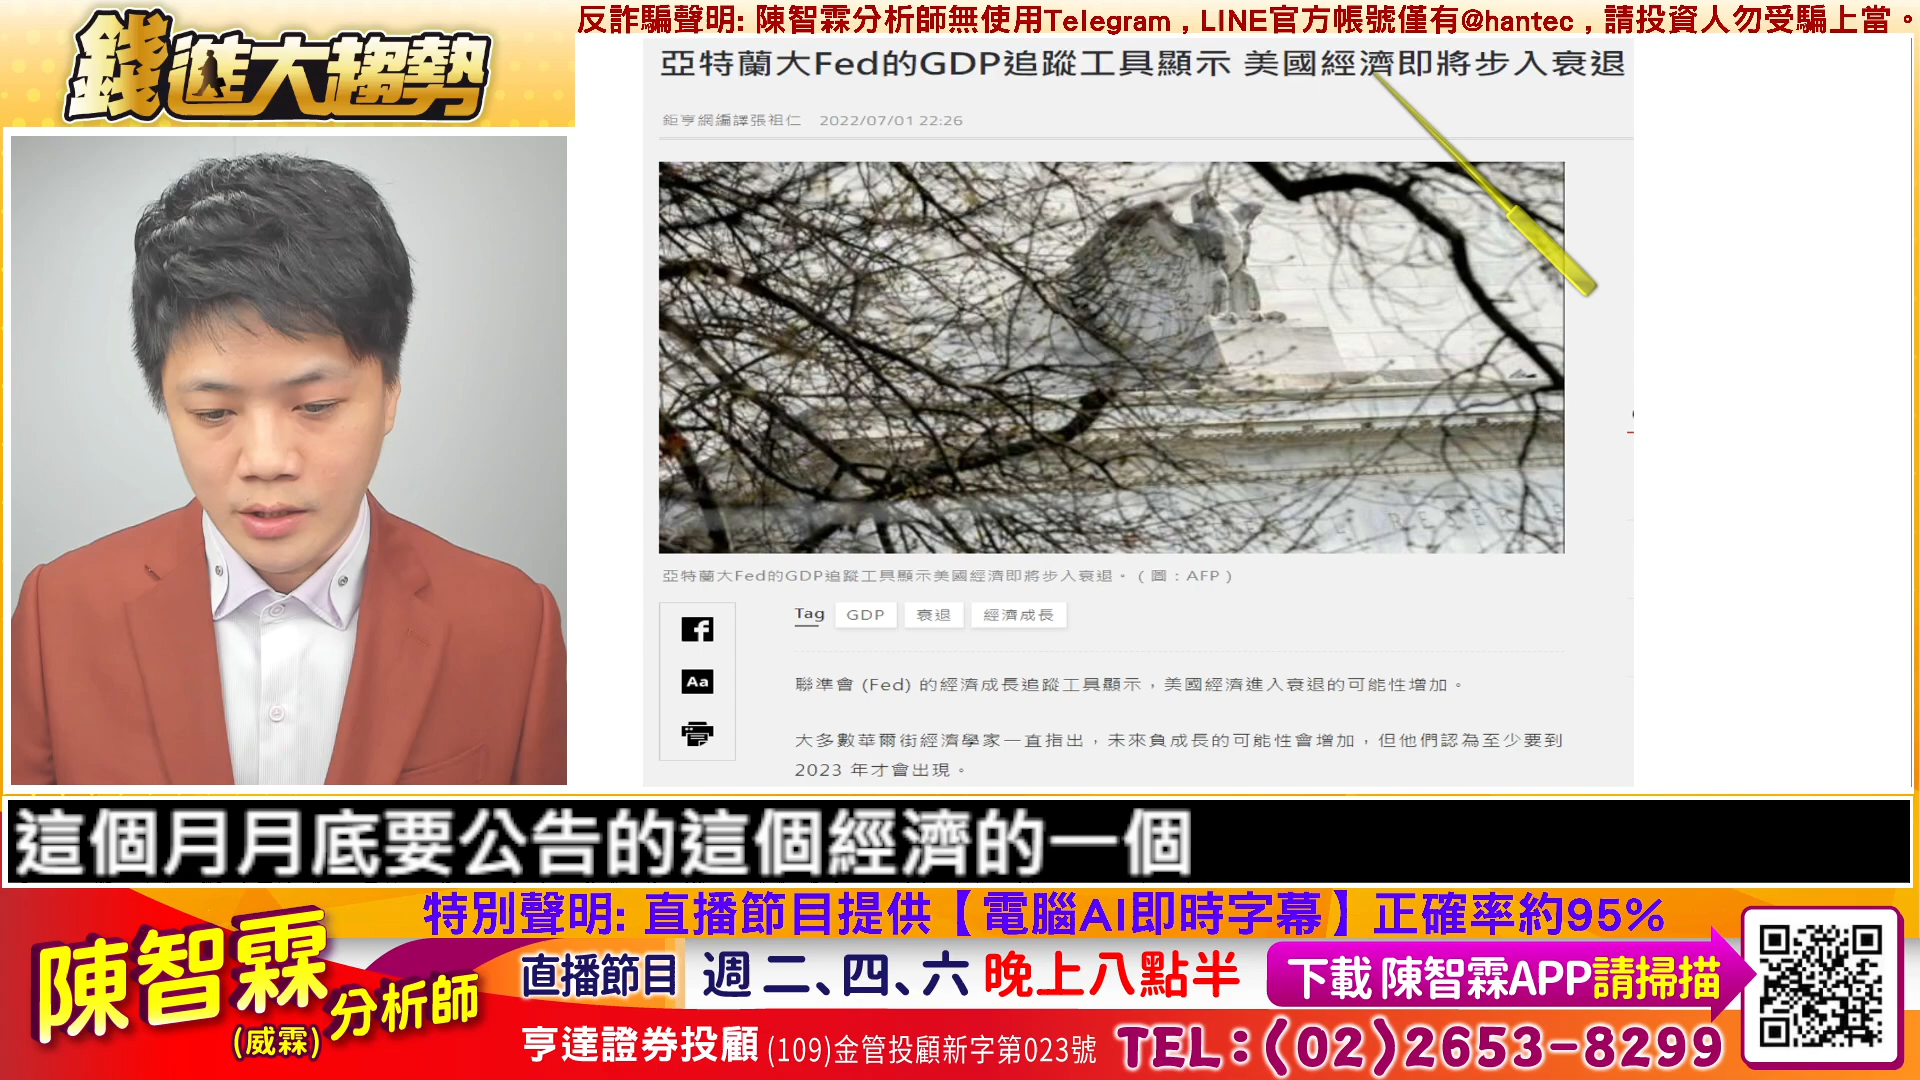 反詐騙聲明: 陳智霖分析師無使用Telegram , LINE官方帳號僅有@hantec , 請投資人勿受騙上當。
錢進大趨勢
亞特蘭大Fed的GDP追蹤工具顯示 美國經濟即將步入衰退
鉅亨網編譯張祖仁 2022/07/01 22:26
亞特蘭大Fed的GDP追蹤工具顯示美國經濟即將步入衰退。(圖:AFP)
Tag GDP 衰退 經濟成長
Aa
聯準會 (Fed) 的經濟成長追蹤工具顯示,美國經濟進入衰退的可能性增加。
大多數華爾街經濟學家一直指出,未來負成長的可能性會增加,但他們認為至少要到
2023 年才會出現。
這個月月底要公告的這個經濟的一個
特別聲明: 直播節目提供【電腦AI即時字幕】正確率約95%
陳智霖分析師
(威霖)
直播節目 週二、四、六 晚上八點半
下載 陳智霖APP請掃描
亨達證券投顧 (109)金管投顧新字第023號 TEL:(02)2653-8299